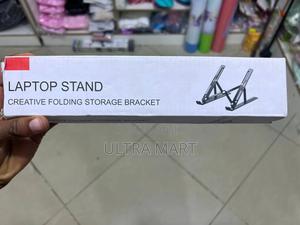 LAPTOP STAND
CREATIVE FOLDING STORAGE BRACKET
ULTRA MART